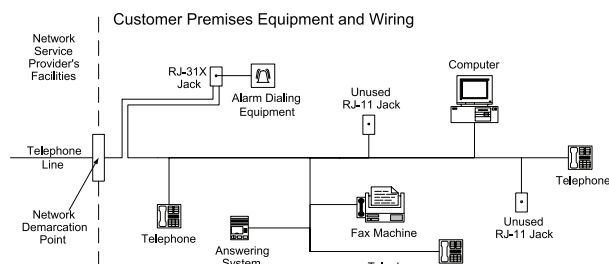 Customer Premises Equipment and Wiring
Network
Service
Provider's
Facilities
RJ-31X
Jack
Alarm Dialing
Equipment
Unused
RJ-11 Jack
Computer
Telephone
Line
Network
Demarcation
Point
Telephone
Answering
System
Fax Machine
Unused
RJ-11 Jack
Telephone